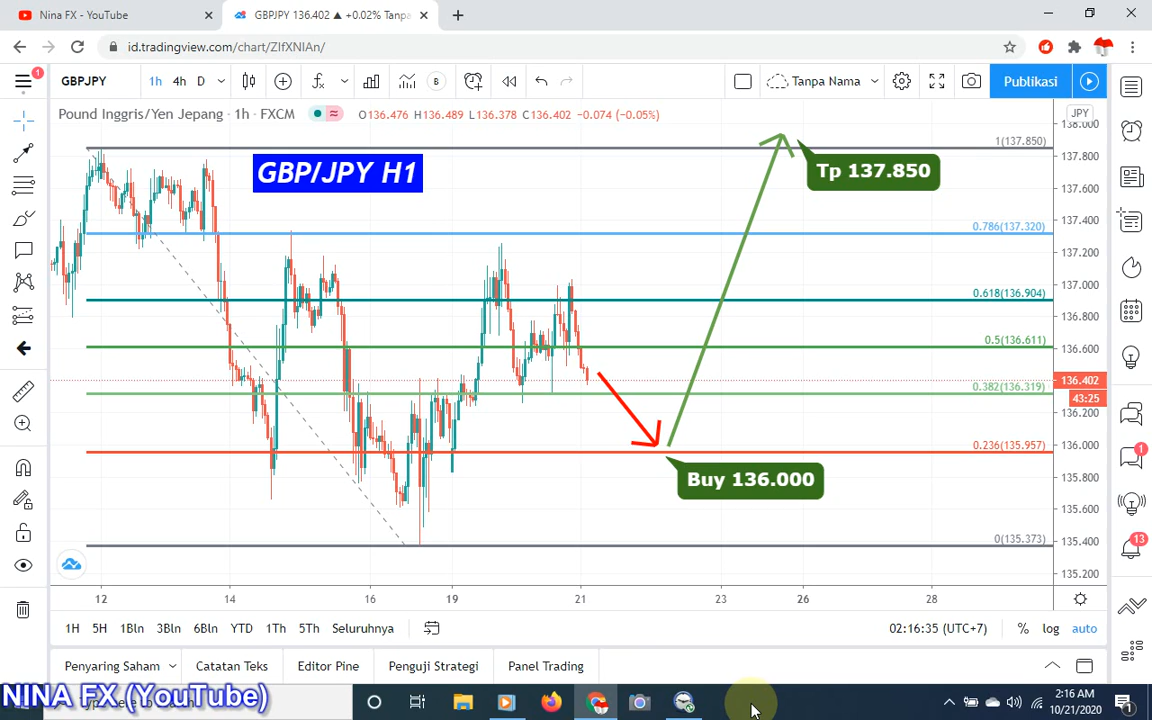 Nina FX - YouTube
GBPJPY 136.402 ▲ +0.02% Tanpa
id.tradingview.com/chart/ZIfXNIAn/
1
GBPJPY
1h 4h D
B
Tanpa Nama
Publikasi
Pound Inggris/Yen Jepang · 1h · FXCM
O136.476 H136.489 L136.378 C136.402 -0.074 (-0.05%)
JPY
GBP/JPY H1
Tp 137.850
Buy 136.000
1(137.850)
0.786(137.320)
0.618(136.904)
0.5(136.611)
0.382(136.319)
0.236(135.957)
0(135.373)
138.000
137.800
137.600
137.400
137.200
137.000
136.800
136.600
136.402
43:25
136.200
136.000
135.800
135.600
135.400
135.200
1
13
12 14 16 19 21 23 26 28
1H 5H 1Bln 3Bln 6Bln YTD 1Th 5Th Seluruhnya
02:16:35 (UTC+7) % log auto
Penyaring Saham Catatan Teks Editor Pine Penguji Strategi Panel Trading
NINA FX (YouTube)
2:16 AM
10/21/2020
1